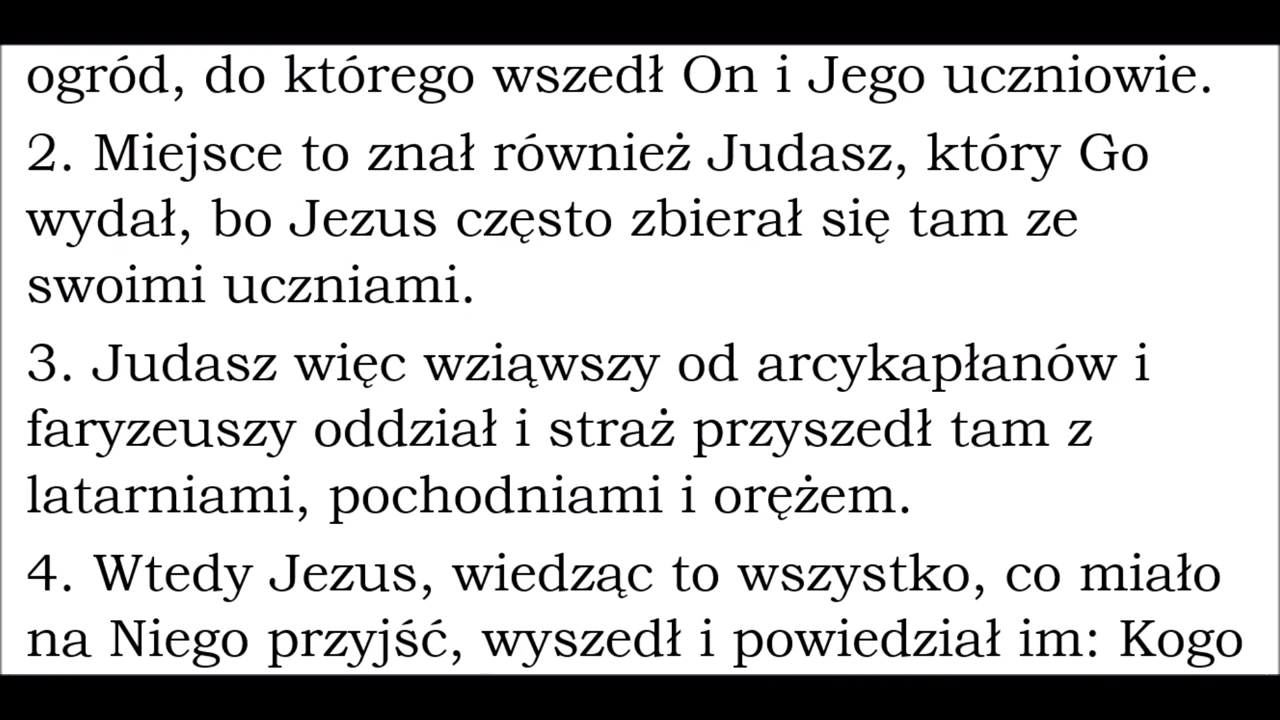 ogród, do którego wszedł On i Jego uczniowie.
2. Miejsce to znał również Judasz, który Go
wydał, bo Jezus często zbierał się tam ze
swoimi uczniami.
3. Judasz więc wziąwszy od arcykapłanów i
faryzeuszy oddział i straż przyszedł tam z
latarniami, pochodniami i orężem.
4. Wtedy Jezus, wiedząc to wszystko, co miało
na Niego przyjść, wyszedł i powiedział im: Kogo